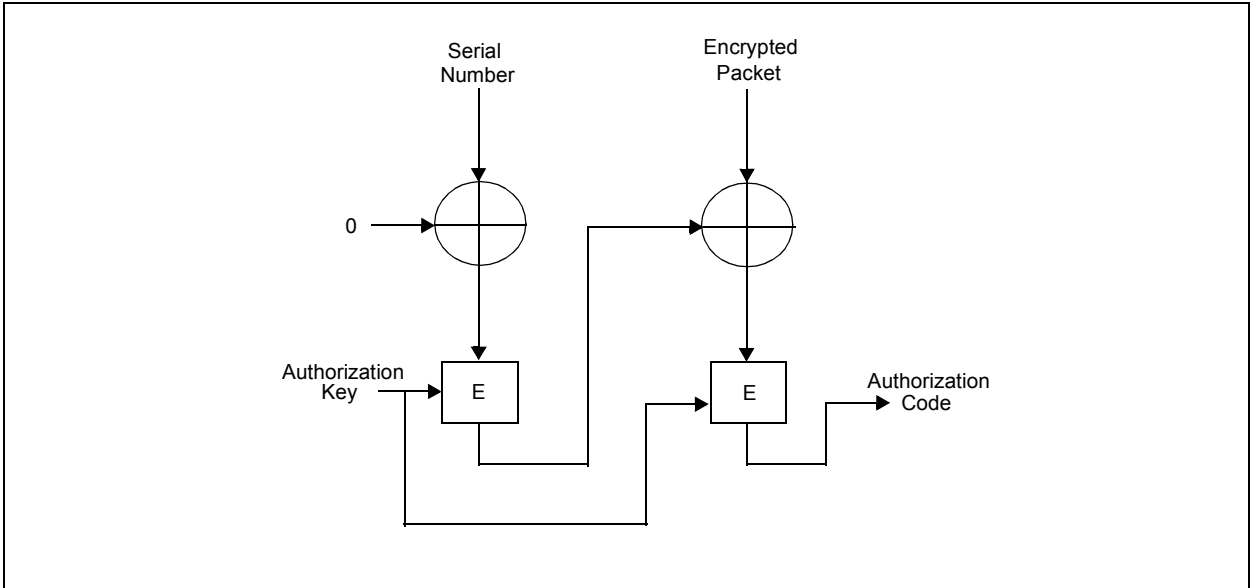 Serial
Number
Encrypted
Packet
0
Authorization
Key
E
E
Authorization
Code